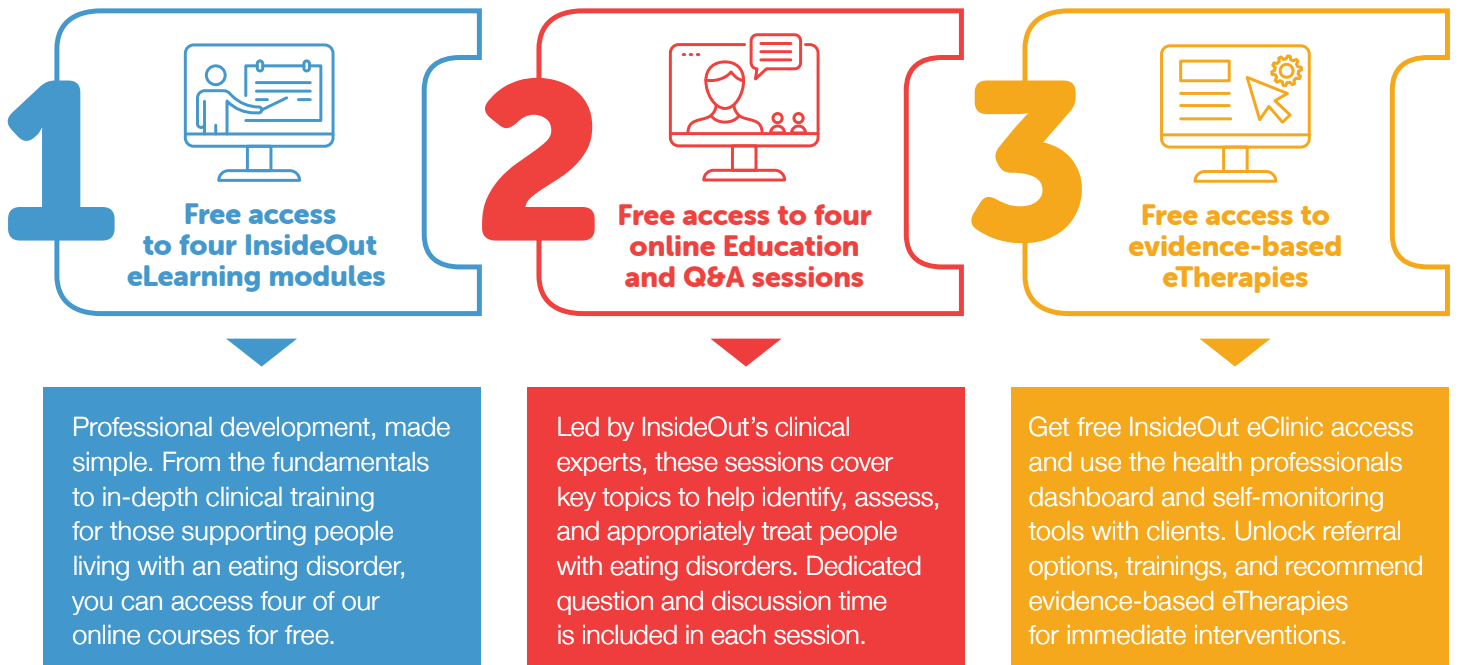 1
Free access
to four InsideOut
eLearning modules
Professional development, made
simple. From the fundamentals
to in-depth clinical training
for those supporting people
living with an eating disorder,
you can access four of our
online courses for free.
2
Free access to four
online Education
and Q&A sessions
Led by InsideOut’s clinical
experts, these sessions cover
key topics to help identify, assess,
and appropriately treat people
with eating disorders. Dedicated
question and discussion time
is included in each session.
3
Free access to
evidence-based
eTherapies
Get free InsideOut eClinic access
and use the health professionals
dashboard and self-monitoring
tools with clients. Unlock referral
options, trainings, and recommend
evidence-based eTherapies
for immediate interventions.